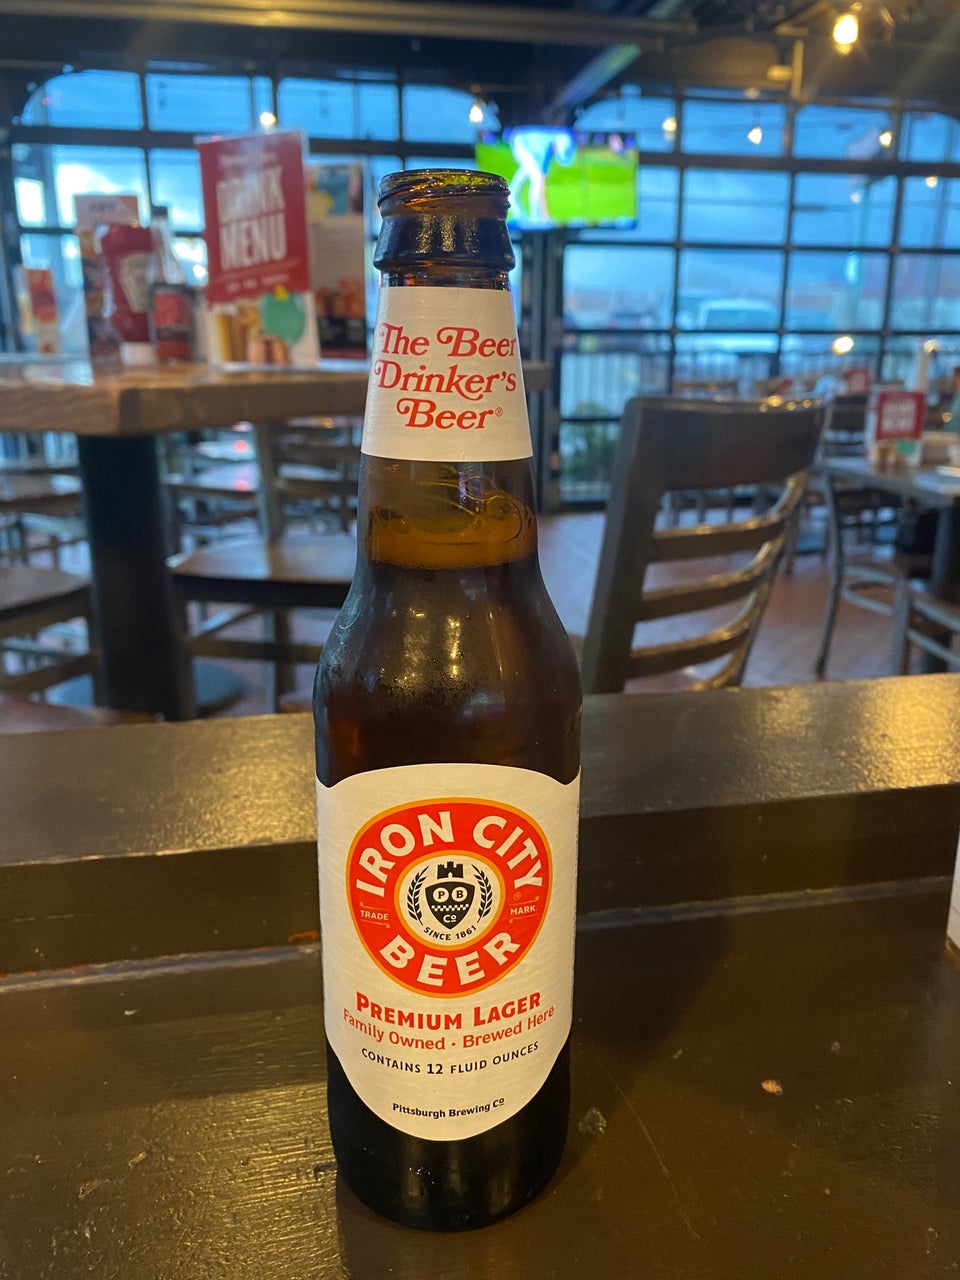 DRINK
MENU
The Beer
Drinker's
Beer®
IRON CITY
®
P B
Cº
SINCE 1861
TRADE MARK.
BEER
PREMIUM LAGER
Family Owned · Brewed Here
CONTAINS 12 FLUID OUNCES
Pittsburgh Brewing Cº